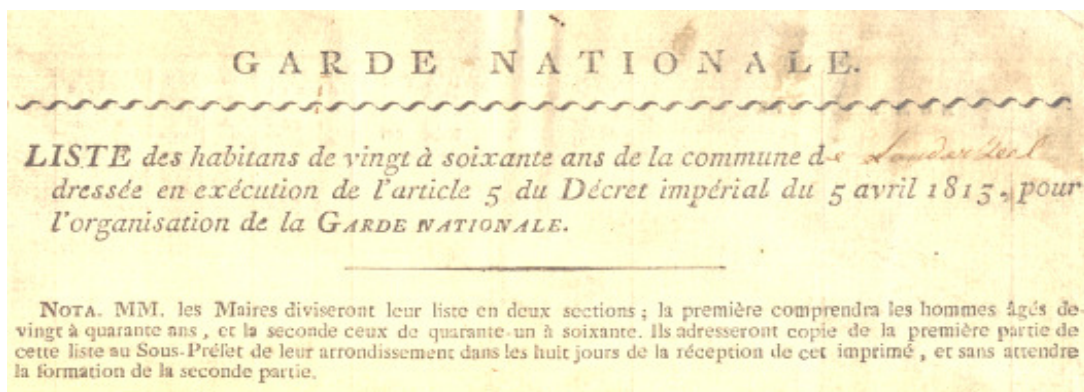 GARDE NATIONALE.
LISTE des habitans de vingt à soixante ans de la commune de Londerzeel
dressée en exécution de l'article 5 du Décret impérial du 5 avril 1813, pour
l'organisation de la GARDE NATIONALE.
NOTA. MM. les Maires diviseront leur liste en deux sections ; la première comprendra les hommes âgés de
vingt à quarante ans, et la seconde ceux de quarante-un à soixante. Ils adresseront copie de la première partie de
cette liste au Sous-Préfet de leur arrondissement dans les huit jours de la réception de cet imprimé, et sans attendre
la formation de la seconde partie.